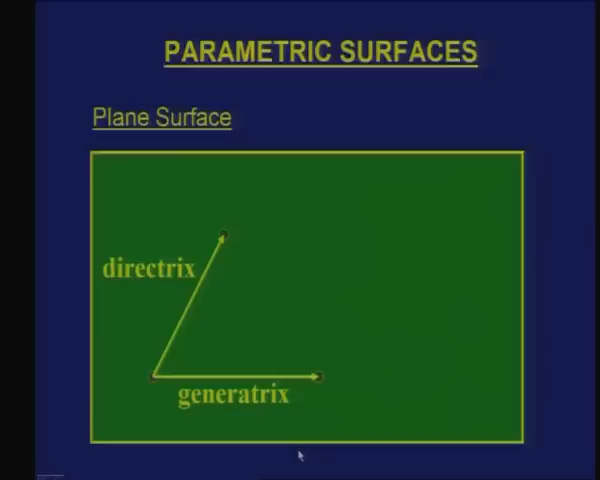 PARAMETRIC SURFACES
Plane Surface
directrix
generatrix